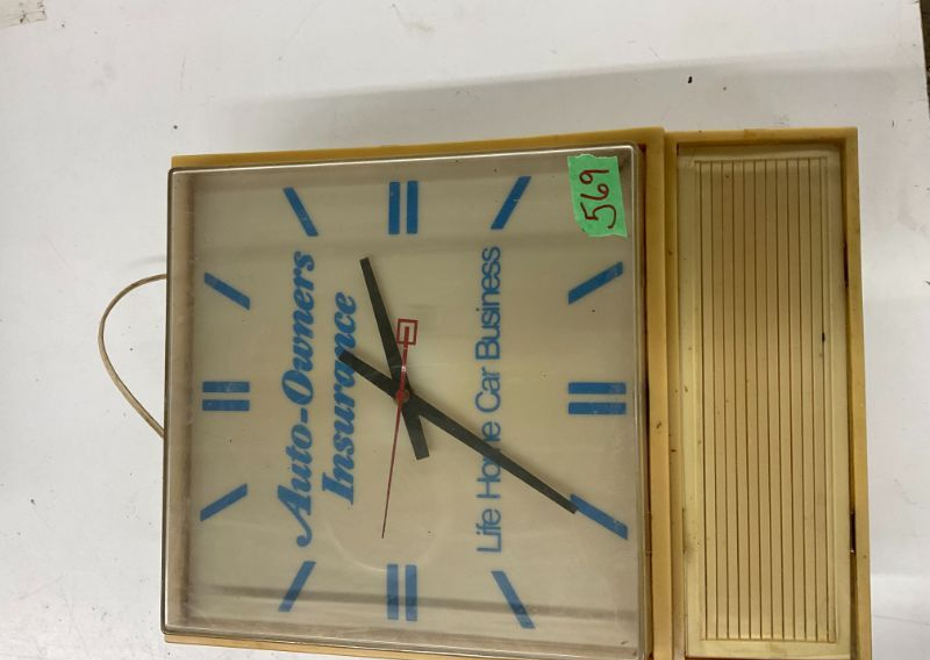 Auto-Owners
Insurance
Life Home Car Business
569